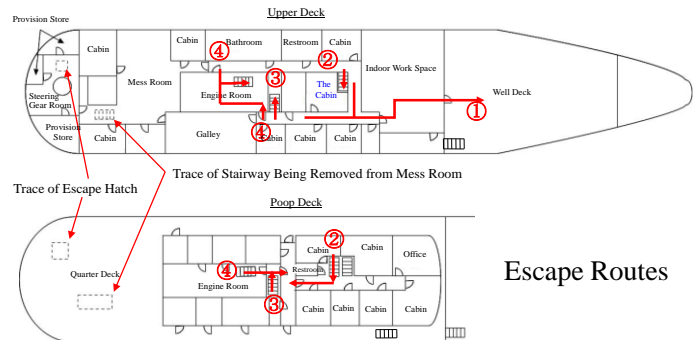 Upper Deck
Provision Store
Cabin
Cabin
Bathroom
Restroom
Cabin
④
②
③
Mess Room
Indoor Work Space
Steering
Gear Room
Engine Room
The
Cabin
Well Deck
①
Provision
Store
④
Cabin
Cabin
Galley
Cabin
Cabin
Cabin
Trace of Stairway Being Removed from Mess Room
Trace of Escape Hatch
Poop Deck
②
Cabin
Cabin
Office
Quarter Deck
④
Restroom
Engine Room
③
Cabin
Cabin
Cabin
Cabin
Escape Routes